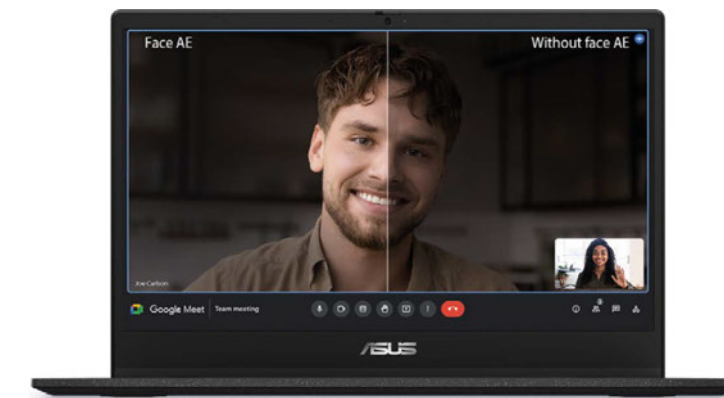 Face AE
Without face AE
Joe Carlson
Google Meet
Team meeting
ASUS